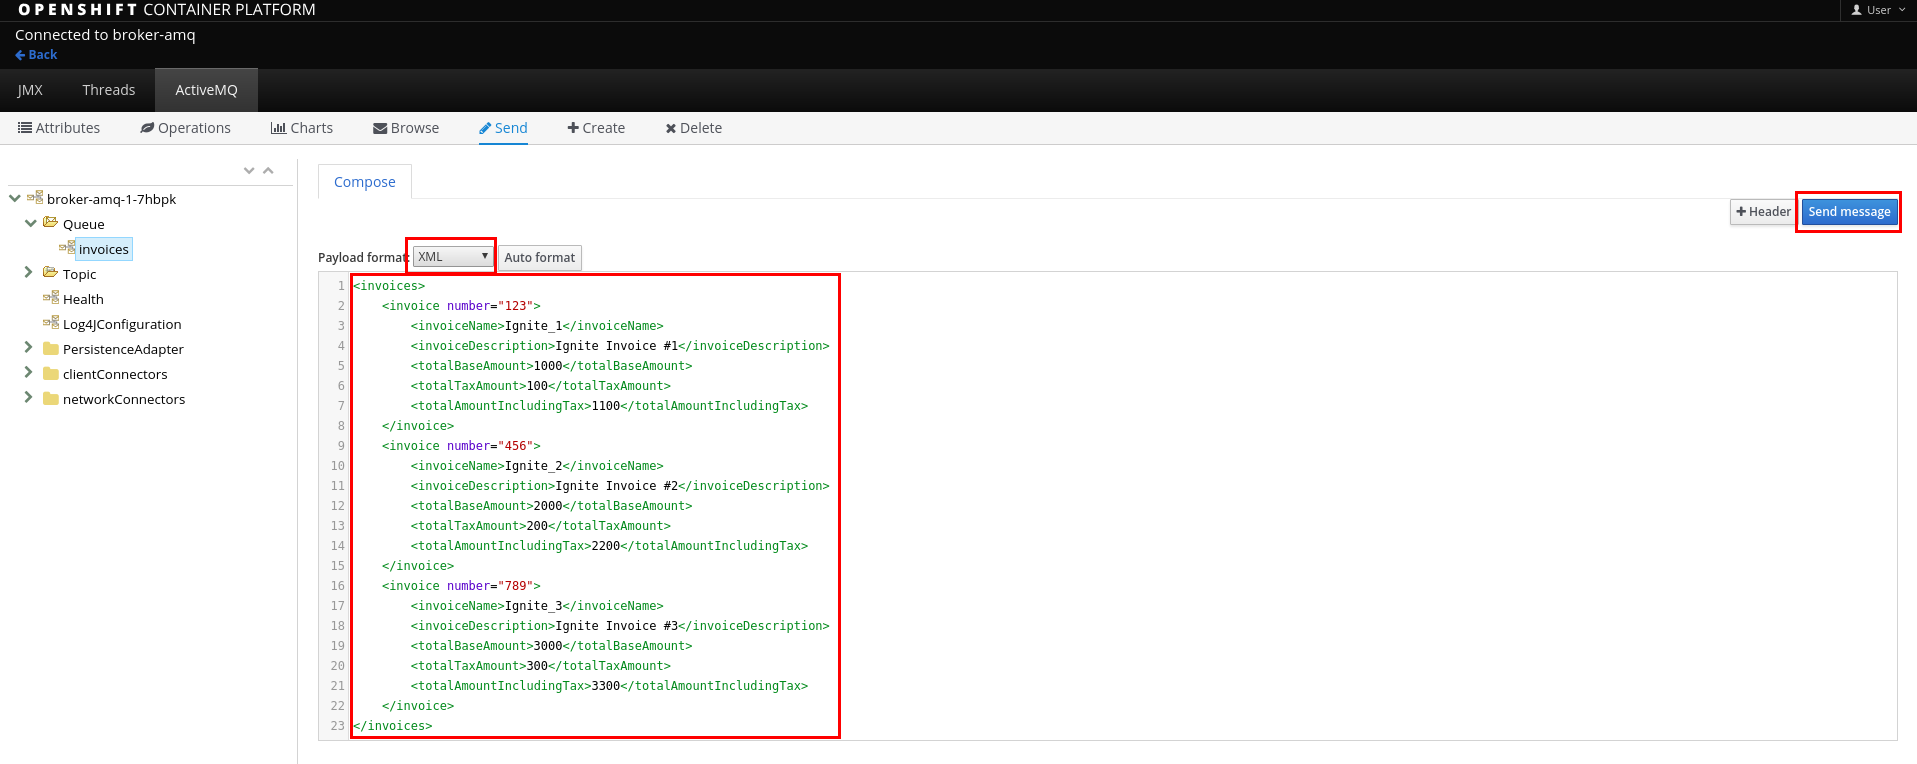 OPENSHIFT CONTAINER PLATFORM
User
Connected to broker-amq
Back
JMX Threads ActiveMQ
Attributes Operations Charts Browse Send Create Delete
broker-amq-1-7hbpk
Queue
invoices
Topic
Health
Log4JConfiguration
PersistenceAdapter
clientConnectors
networkConnectors
Compose
Header Send message
Payload format: XML Auto format
1 <invoices>
2     <invoice number="123">
3         <invoiceName>Ignite_1</invoiceName>
4         <invoiceDescription>Ignite Invoice #1</invoiceDescription>
5         <totalBaseAmount>1000</totalBaseAmount>
6         <totalTaxAmount>100</totalTaxAmount>
7         <totalAmountIncludingTax>1100</totalAmountIncludingTax>
8     </invoice>
9     <invoice number="456">
10         <invoiceName>Ignite_2</invoiceName>
11         <invoiceDescription>Ignite Invoice #2</invoiceDescription>
12         <totalBaseAmount>2000</totalBaseAmount>
13         <totalTaxAmount>200</totalTaxAmount>
14         <totalAmountIncludingTax>2200</totalAmountIncludingTax>
15     </invoice>
16     <invoice number="789">
17         <invoiceName>Ignite_3</invoiceName>
18         <invoiceDescription>Ignite Invoice #3</invoiceDescription>
19         <totalBaseAmount>3000</totalBaseAmount>
20         <totalTaxAmount>300</totalTaxAmount>
21         <totalAmountIncludingTax>3300</totalAmountIncludingTax>
22     </invoice>
23 </invoices>